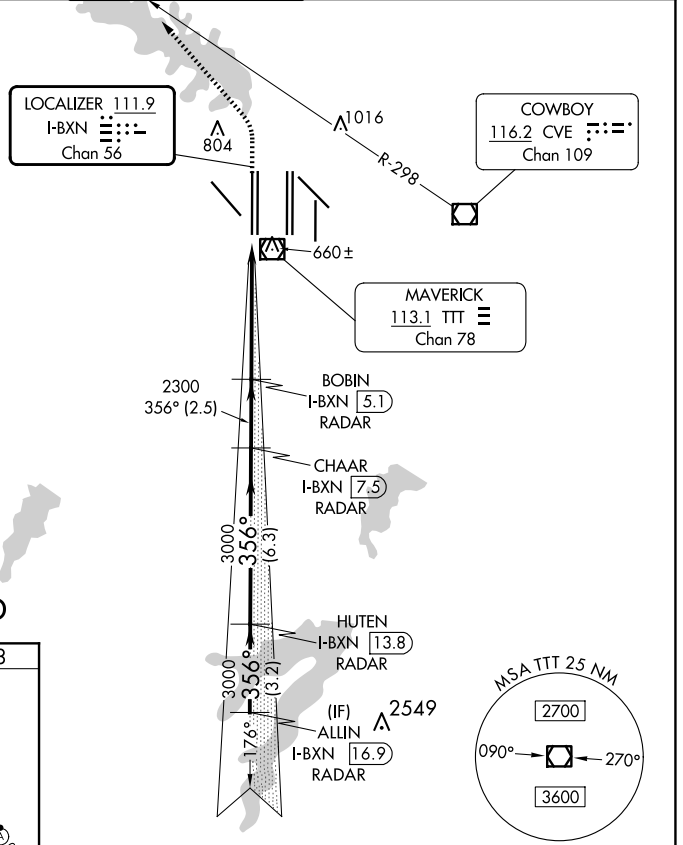 LOCALIZER 111.9
I-BXN
Chan 56
804
1016
R-298
COWBOY
116.2 CVE
Chan 109
660 ±
MAVERICK
113.1 TTT
Chan 78
2300
356° (2.5)
BOBIN
I-BXN 5.1
RADAR
CHAAR
I-BXN 7.5
RADAR
3000
356°
(6.3)
HUTEN
I-BXN 13.8
RADAR
3000
356°
(3.2)
(IF)
ALLIN
I-BXN 16.9
RADAR
2549
176°
MSA TTT 25 NM
2700
090°
270°
3600